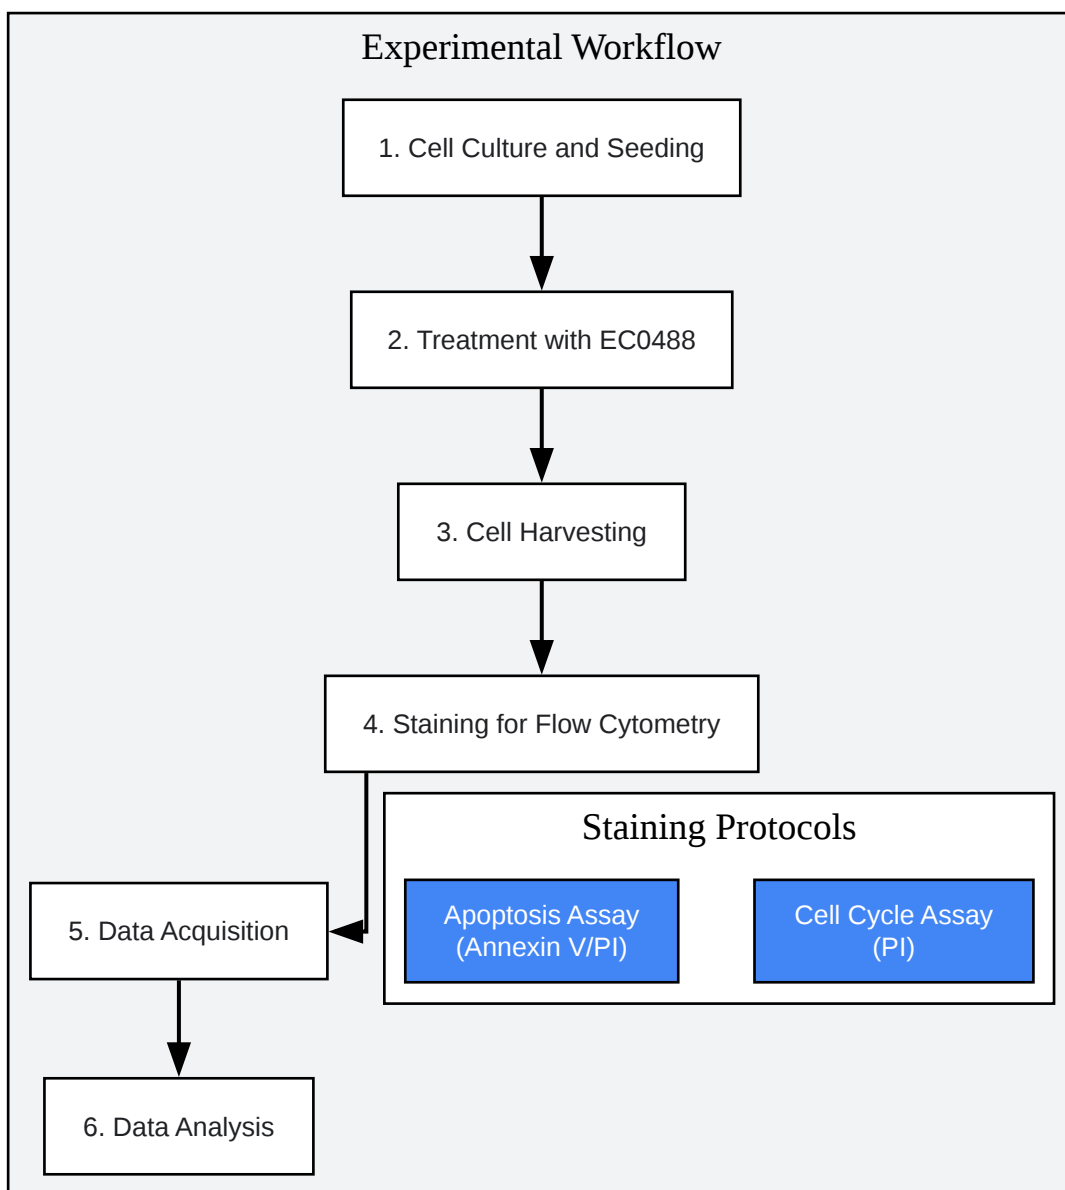 Experimental Workflow
1. Cell Culture and Seeding
2. Treatment with EC0488
3. Cell Harvesting
4. Staining for Flow Cytometry
Staining Protocols
Apoptosis Assay
(Annexin V/PI)
Cell Cycle Assay
(PI)
5. Data Acquisition
6. Data Analysis